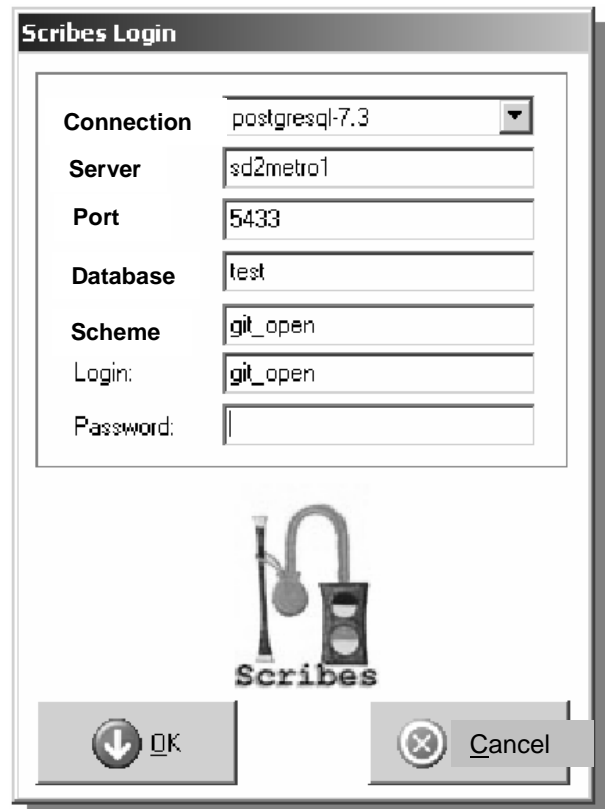 Scribes Login
Connection postgresql-7.3
Server sd2metro1
Port 5433
Database test
Scheme git_open
Login: git_open
Password:
Scribes
OK Cancel